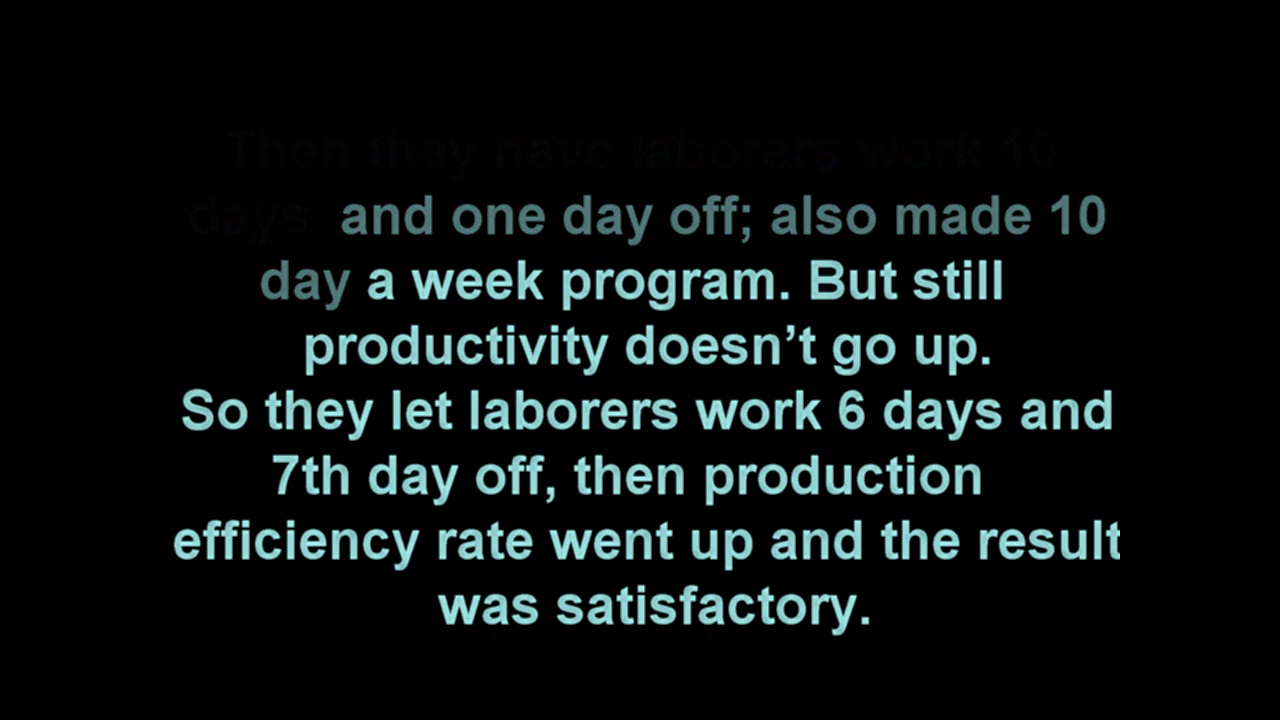 Then they have laborers work 10
days and one day off; also made 10
day a week program. But still
productivity doesn’t go up.
So they let laborers work 6 days and
7th day off, then production
efficiency rate went up and the result
was satisfactory.